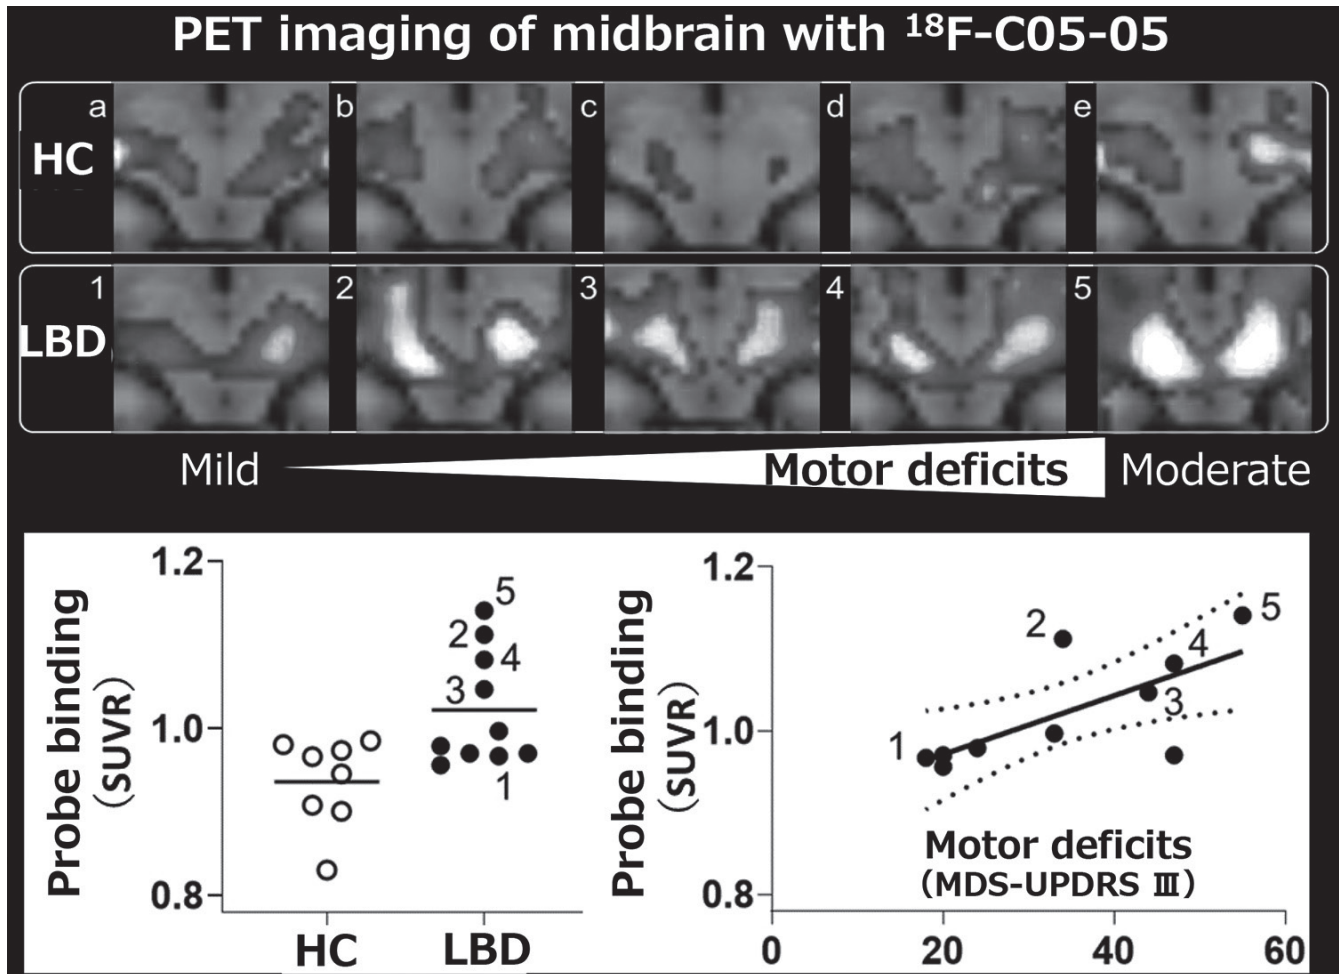 PET imaging of midbrain with ¹⁸F-C05-05
HC
a
b
c
d
e
LBD
1
2
3
4
5
Mild
Motor deficits
Moderate
Probe binding
(SUVR)
1.2
1.0
0.8
5
2
4
3
1
HC
LBD
Probe binding
(SUVR)
1.2
1.0
0.8
2
5
4
3
1
Motor deficits
(MDS-UPDRS Ⅲ)
0
20
40
60